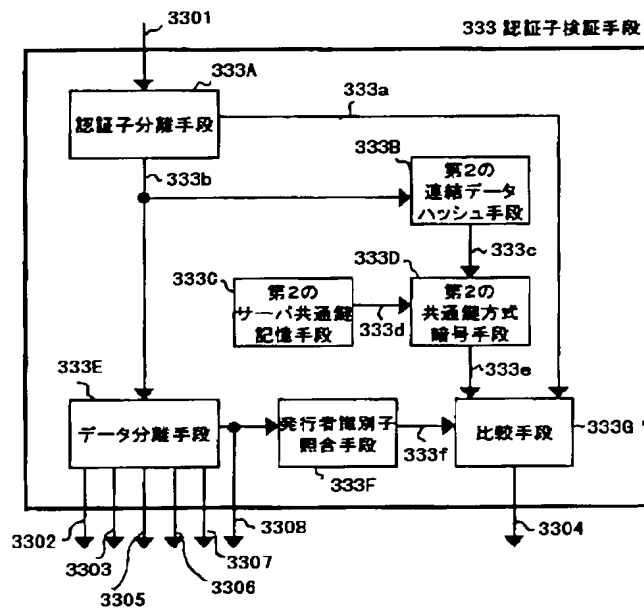 3301
333 認証子検証手段
333A
認証子分離手段
333a
333b
333B
第2の
連結データ
ハッシュ手段
333c
333C
第2の
サーバ共通鍵
記憶手段
333d
333D
第2の
共通鍵方式
暗号手段
333e
333E
データ分離手段
発行者識別子
照合手段
333F
333f
比較手段
333G
3302
3303
3305
3306
3307
3308
3304